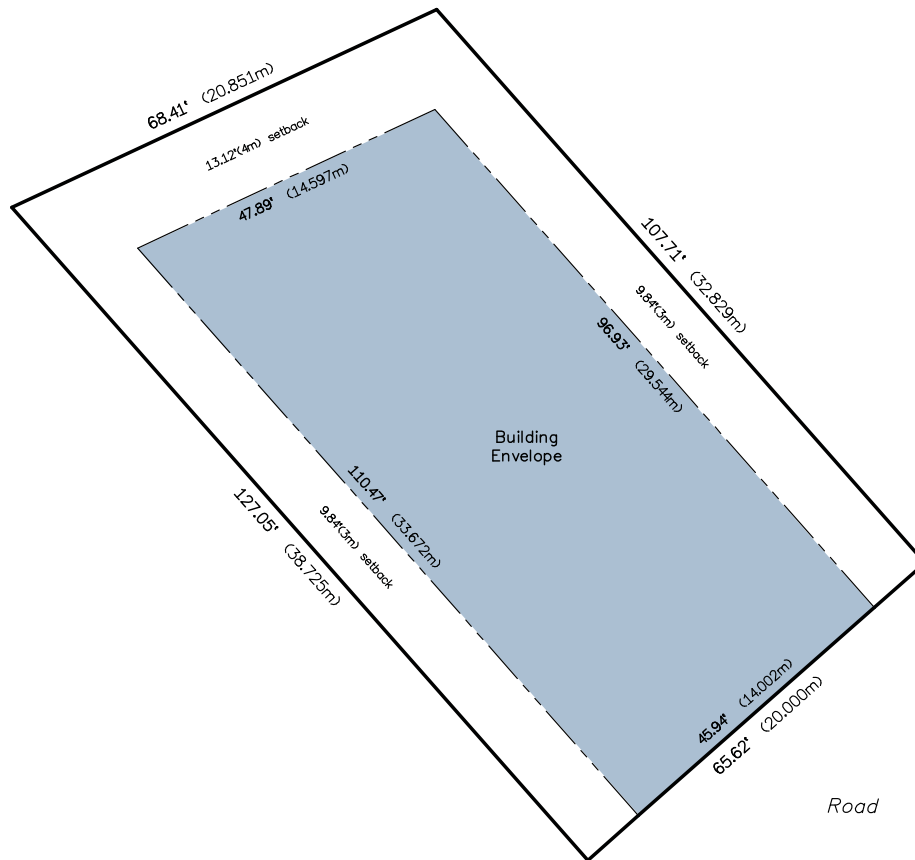 68.41' (20.851m)
13.12'(4m) setback
47.89' (14.597m)
107.71' (32.829m)
9.84'(3m) setback
96.93' (29.544m)
Building
Envelope
110.47' (33.672m)
9.84'(3m) setback
127.05' (38.725m)
45.94' (14.002m)
65.62' (20.000m)
Road